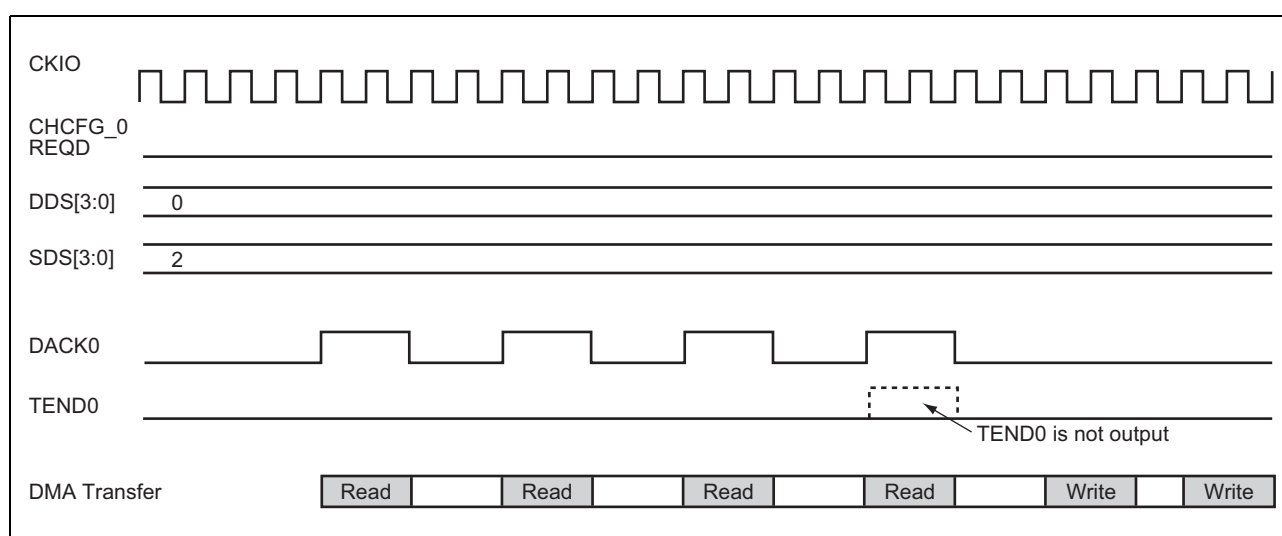 CKIO
CHCFG_0
REQD
DDS[3:0] 0
SDS[3:0] 2
DACK0
TEND0
TEND0 is not output
DMA Transfer Read Read Read Read Write Write